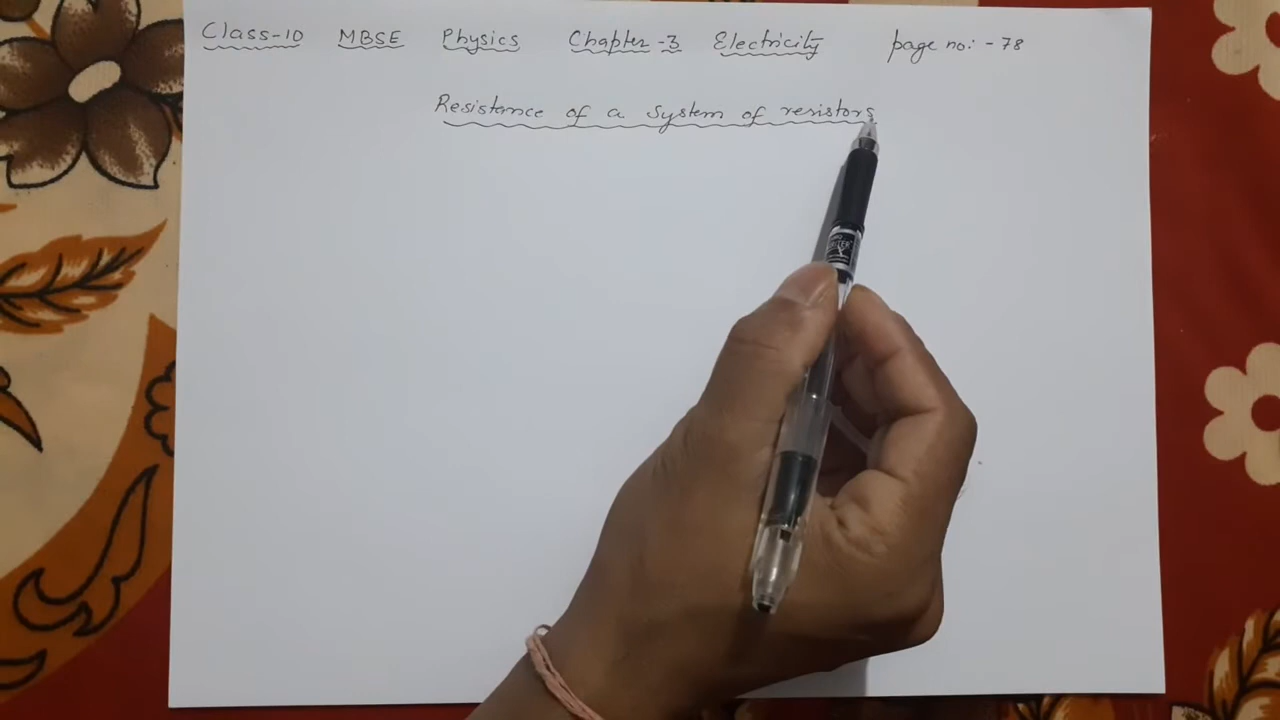 Class-10 MBSE Physics Chapter-3 Electricity page no:-78
Resistance of a System of resistors